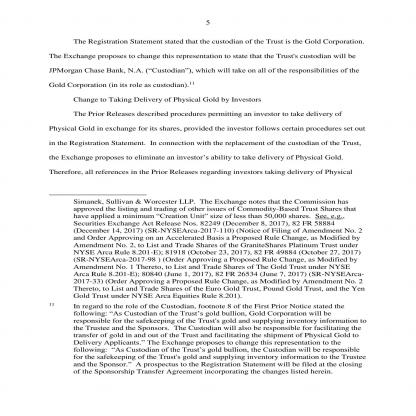 5
The Registration Statement stated that the custodian of the Trust is the Gold Corporation.
The Exchange proposes to change this representation to state that the Trust's custodian will be
JPMorgan Chase Bank, N.A. (“Custodian”), which will take on all of the responsibilities of the
Gold Corporation (in its role as custodian).11
Change to Taking Delivery of Physical Gold by Investors
The Prior Releases described procedures permitting an investor to take delivery of
Physical Gold in exchange for its shares, provided the investor follows certain procedures set out
in the Registration Statement. In connection with the replacement of the custodian of the Trust,
the Exchange proposes to eliminate an investor’s ability to take delivery of Physical Gold.
Therefore, all references in the Prior Releases regarding investors taking delivery of Physical
Simanek, Sullivan & Worcester LLP. The Exchange notes that the Commission has
approved the listing and trading of other issues of Commodity-Based Trust Shares that
have applied a minimum “Creation Unit” size of less than 50,000 shares. See, e.g.,
Securities Exchange Act Release Nos. 82249 (December 8, 2017), 82 FR 58884
(December 14, 2017) (SR-NYSEArca-2017-110) (Notice of Filing of Amendment No. 2
and Order Approving on an Accelerated Basis a Proposed Rule Change, as Modified by
Amendment No. 2, to List and Trade Shares of the GraniteShares Platinum Trust under
NYSE Arca Rule 8.201-E); 81918 (October 23, 2017), 82 FR 49884 (October 27, 2017)
(SR-NYSEArca-2017-98 ) (Order Approving a Proposed Rule Change, as Modified by
Amendment No. 1 Thereto, to List and Trade Shares of The Gold Trust under NYSE
Arca Rule 8.201-E); 80840 (June 1, 2017), 82 FR 26534 (June 7, 2017) (SR-NYSEArca-
2017-33) (Order Approving a Proposed Rule Change, as Modified by Amendment No. 2
Thereto, to List and Trade Shares of the Euro Gold Trust, Pound Gold Trust, and the Yen
Gold Trust under NYSE Arca Equities Rule 8.201).
11 In regard to the role of the Custodian, footnote 8 of the First Prior Notice stated the
following: “As Custodian of the Trust’s gold bullion, Gold Corporation will be
responsible for the safekeeping of the Trust’s gold and supplying inventory information to
the Trustee and the Sponsors. The Custodian will also be responsible for facilitating the
transfer of gold in and out of the Trust and facilitating the shipment of Physical Gold to
Delivery Applicants.” The Exchange proposes to change this representation to the
following: “As Custodian of the Trust’s gold bullion, the Custodian will be responsible
for the safekeeping of the Trust's gold and supplying inventory information to the Trustee
and the Sponsor.” A prospectus to the Registration Statement will be filed at the closing
of the Sponsorship Transfer Agreement incorporating the changes listed herein.